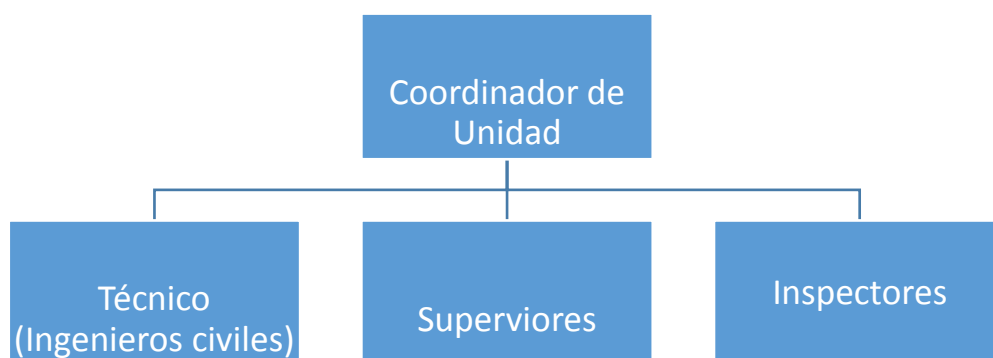 Coordinador de
Unidad
Técnico
(Ingenieros civiles)
Superviores
Inspectores